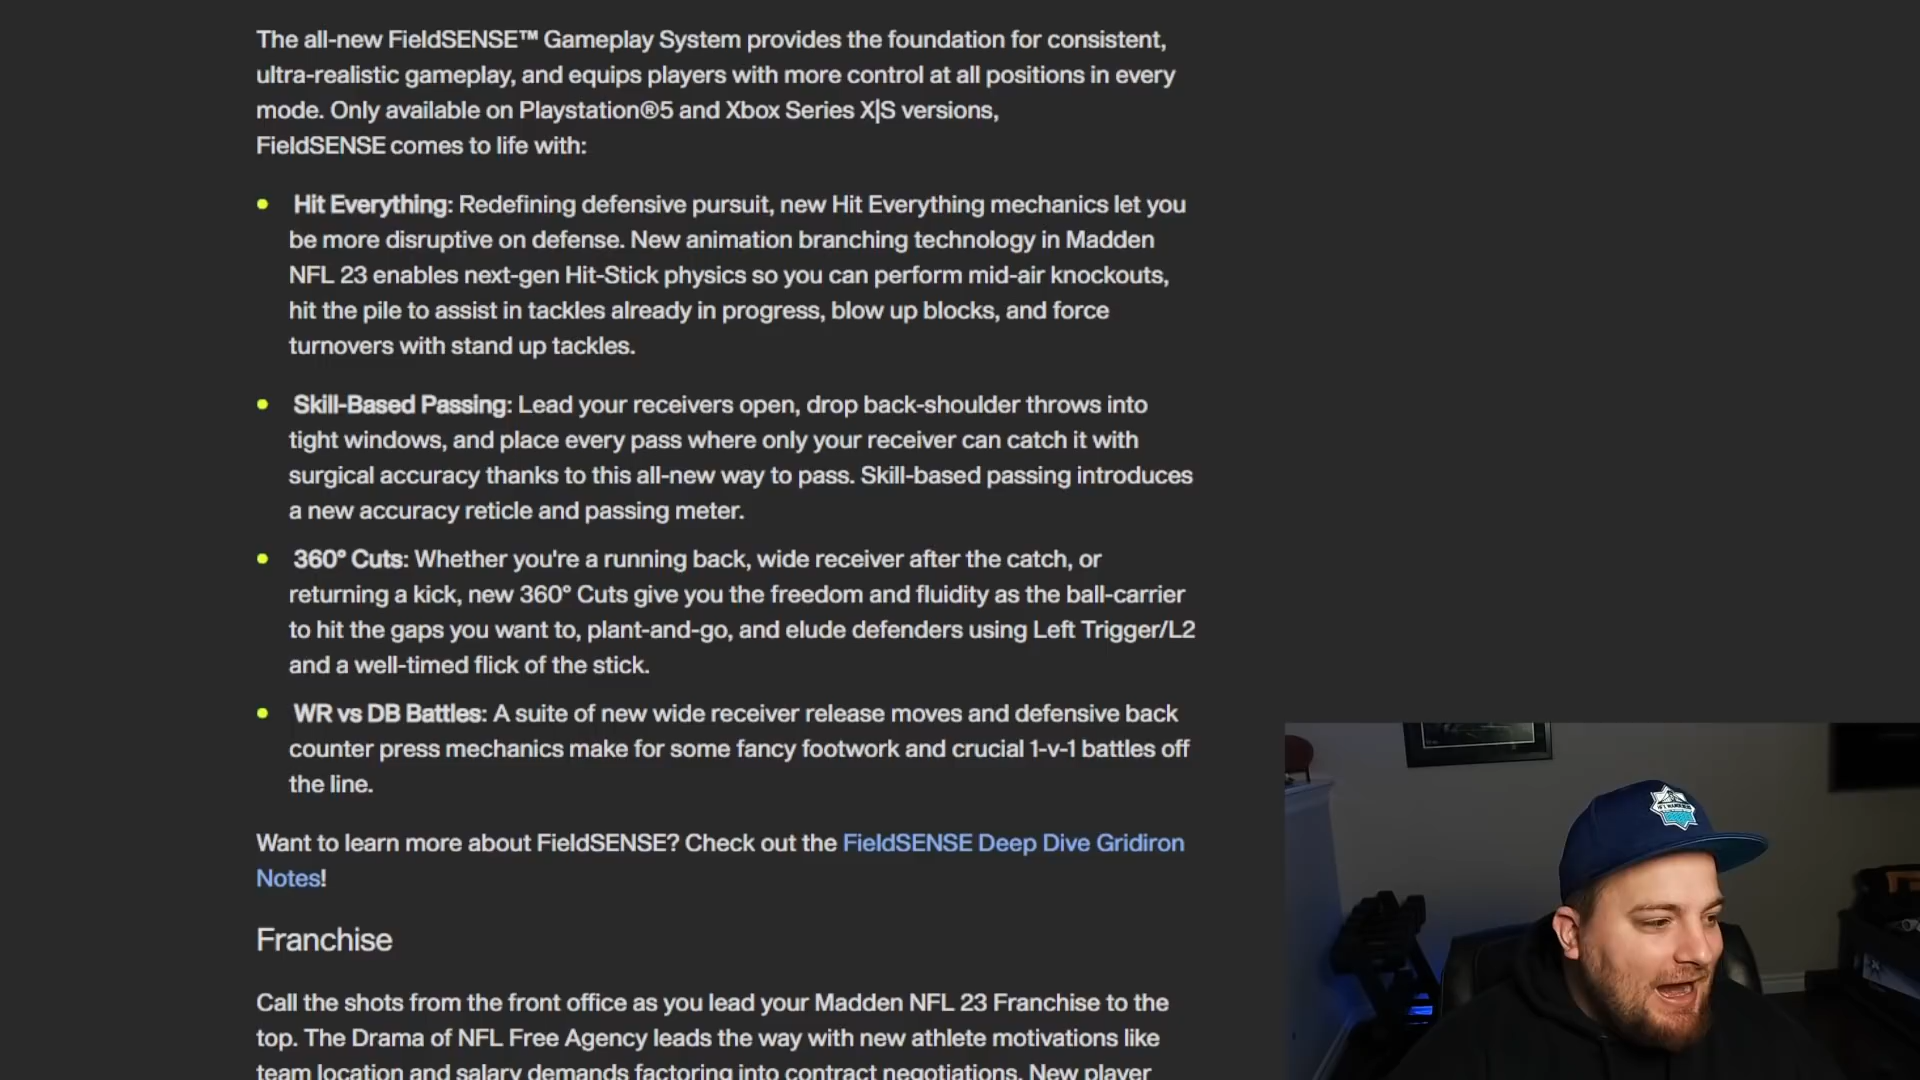 The all-new FieldSENSE™ Gameplay System provides the foundation for consistent,
ultra-realistic gameplay, and equips players with more control at all positions in every
mode. Only available on Playstation®5 and Xbox Series X|S versions,
FieldSENSE comes to life with:
Hit Everything: Redefining defensive pursuit, new Hit Everything mechanics let you
be more disruptive on defense. New animation branching technology in Madden
NFL 23 enables next-gen Hit-Stick physics so you can perform mid-air knockouts,
hit the pile to assist in tackles already in progress, blow up blocks, and force
turnovers with stand up tackles.
Skill-Based Passing: Lead your receivers open, drop back-shoulder throws into
tight windows, and place every pass where only your receiver can catch it with
surgical accuracy thanks to this all-new way to pass. Skill-based passing introduces
a new accuracy reticle and passing meter.
360° Cuts: Whether you're a running back, wide receiver after the catch, or
returning a kick, new 360° Cuts give you the freedom and fluidity as the ball-carrier
to hit the gaps you want to, plant-and-go, and elude defenders using Left Trigger/L2
and a well-timed flick of the stick.
WR vs DB Battles: A suite of new wide receiver release moves and defensive back
counter press mechanics make for some fancy footwork and crucial 1-v-1 battles off
the line.
Want to learn more about FieldSENSE? Check out the FieldSENSE Deep Dive Gridiron
Notes!
Franchise
Call the shots from the front office as you lead your Madden NFL 23 Franchise to the
top. The Drama of NFL Free Agency leads the way with new athlete motivations like
team location and salary demands factoring into contract negotiations. New player